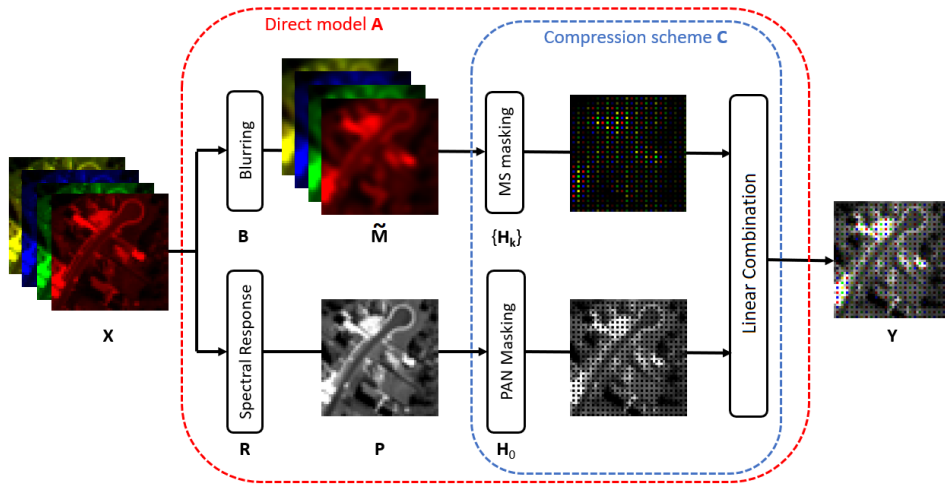 Direct model A
Compression scheme C
Blurring
MS masking
B
M̃
{Hₖ}
Linear Combination
X
Y
Spectral Response
PAN Masking
R
P
H₀